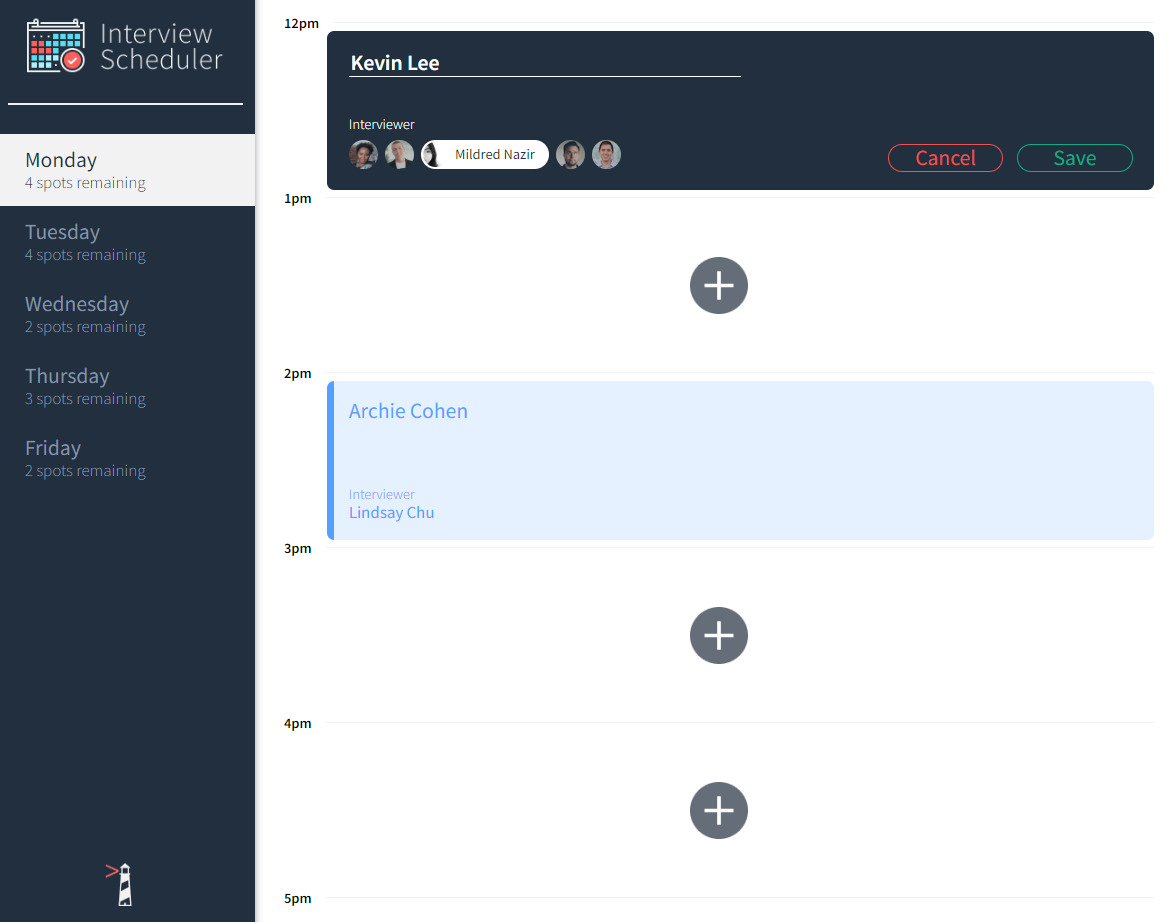 Interview
Scheduler
Monday
4 spots remaining
Tuesday
4 spots remaining
Wednesday
2 spots remaining
Thursday
3 spots remaining
Friday
2 spots remaining
12pm
Kevin Lee
Interviewer
Mildred Nazir
Cancel
Save
1pm
2pm
Archie Cohen
Interviewer
Lindsay Chu
3pm
4pm
5pm